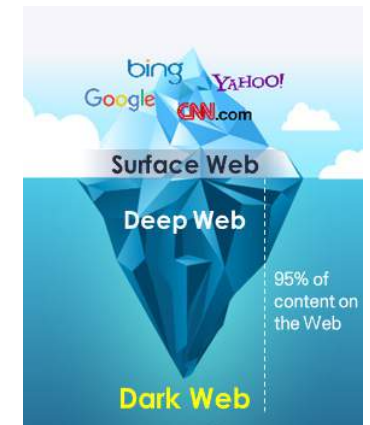 bing
YAHOO!
Google
CNN.com
Surface Web
Deep Web
95% of
content on
the Web
Dark Web